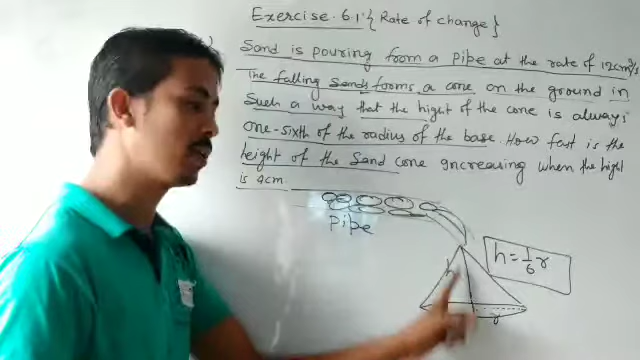 Exercise. 6.1 { Rate of change }
Sand is pouring from a pipe at the rate of 12cm³/s
The falling Sands forms a cone on the ground in
Such a way that the hight of the cone is always
one-sixth of the radius of the base. How fast is the
height of the Sand cone increasing when the hight
is 4cm
Pipe
h = 1/6 r
h
r